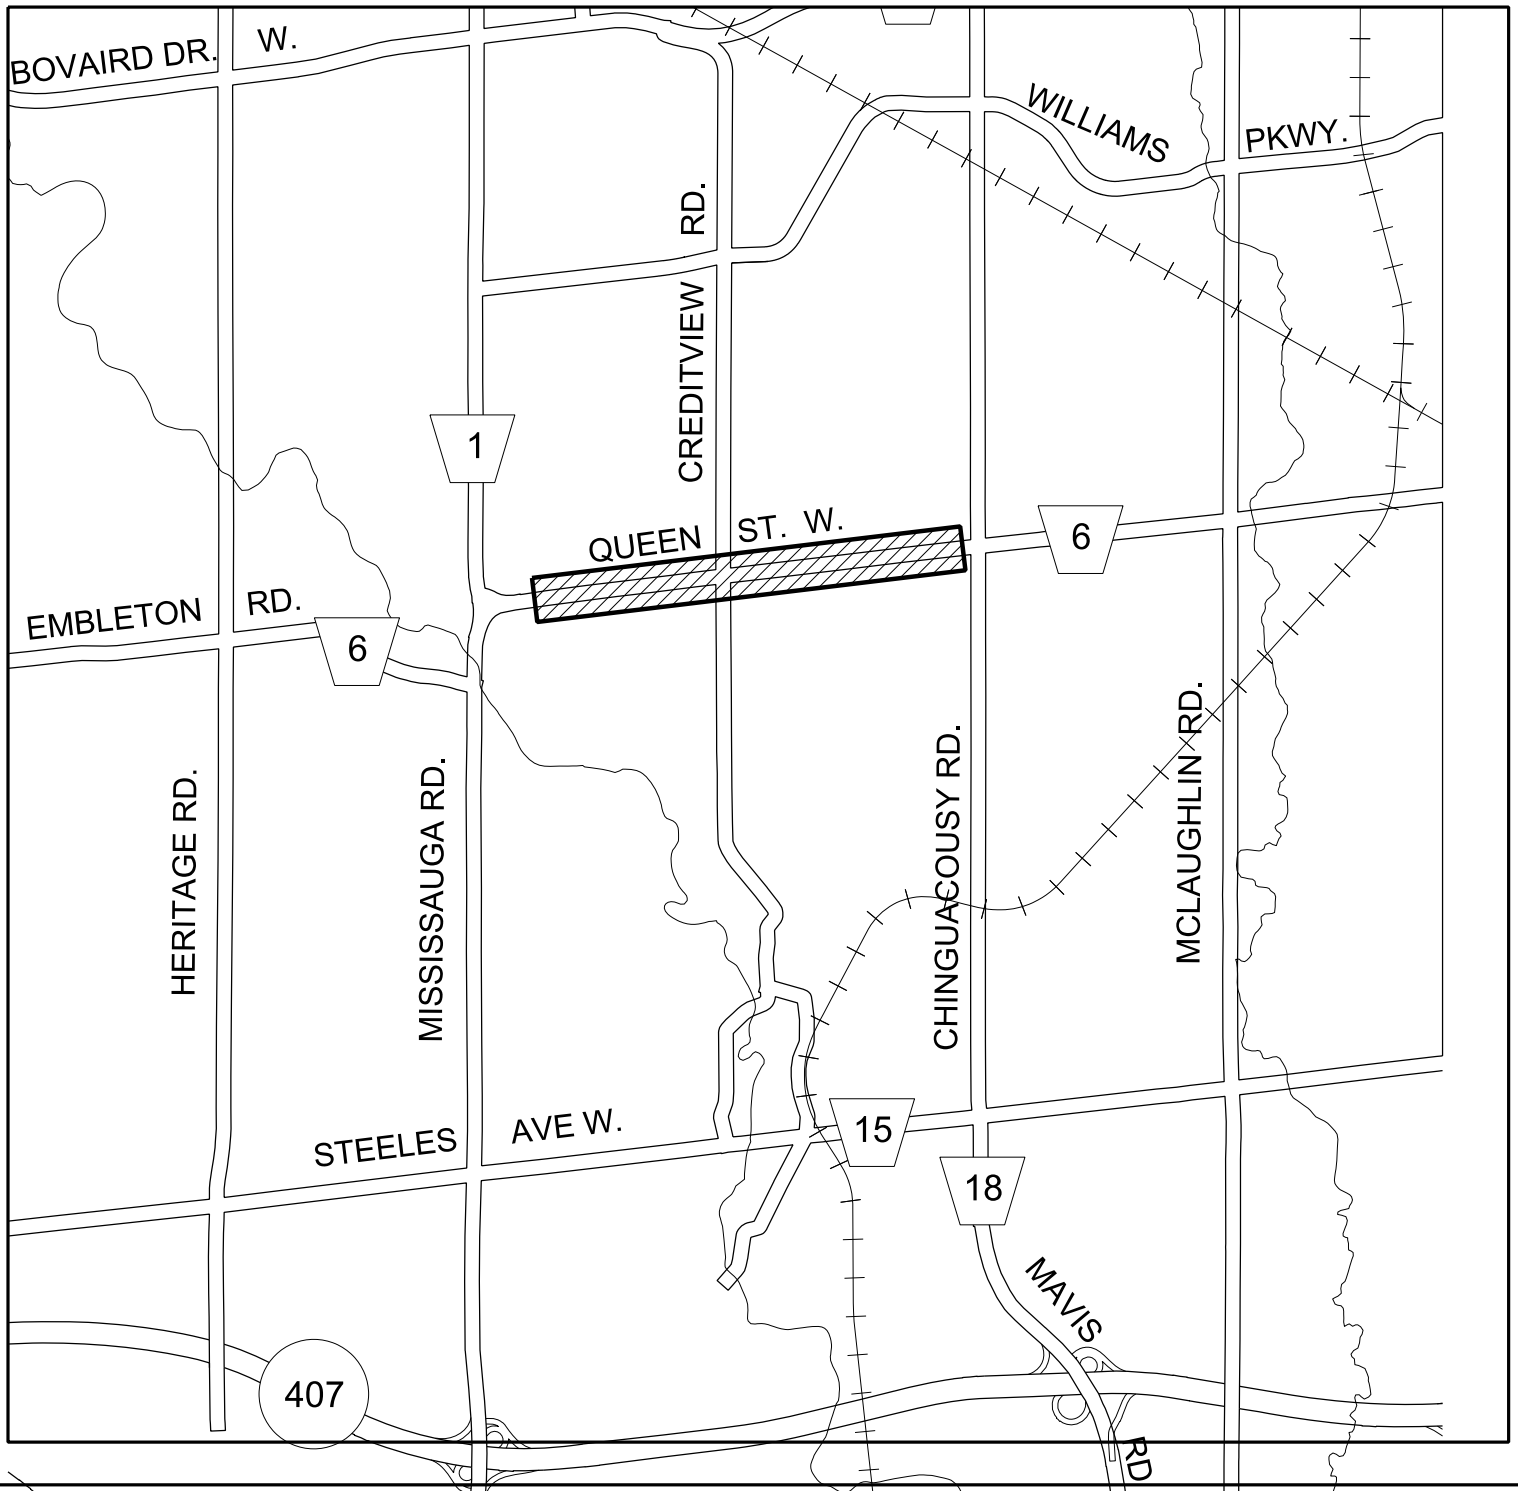 BOVAIRD DR. W.
WILLIAMS PKWY.
CREDITVIEW RD.
1
QUEEN ST. W.
6
EMBLETON RD.
6
HERITAGE RD.
MISSISSAUGA RD.
CHINGUACOUSY RD.
MCLAUGHLIN RD.
STEELES AVE W.
15
18
MAVIS RD
407